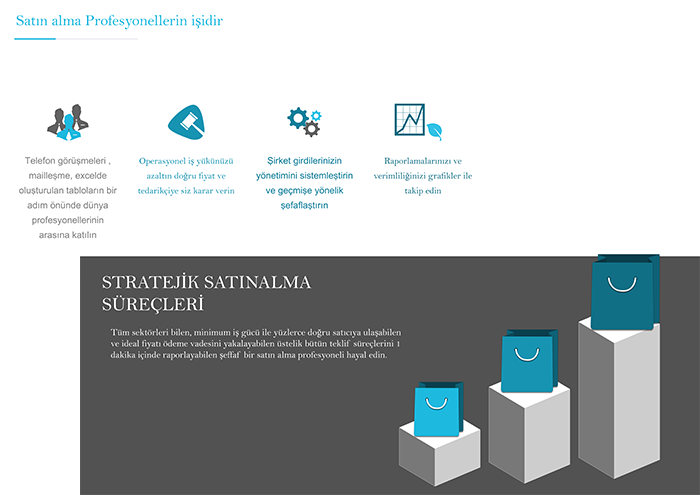 Satın alma Profesyonellerin işidir
Telefon görüşmeleri ,
mailleşme, excelde
oluşturulan tabloların bir
adım önünde dünya
profesyonellerinin
arasına katılın
Operasyonel iş yükünüzü
azaltın doğru fiyat ve
tedarikçiye siz karar verin
Şirket girdilerinizin
yönetimini sistemleştirin
ve geçmişe yönelik
şefaflaştırın
Raporlamalarınızı ve
verimliliğinizi grafikler ile
takip edin
STRATEJİK SATINALMA
SÜREÇLERİ
Tüm sektörleri bilen, minimum iş gücü ile yüzlerce doğru satıcıya ulaşabilen
ve ideal fiyatı ödeme vadesini yakalayabilen üstelik bütün teklif süreçlerini 1
dakika içinde raporlayabilen şeffaf bir satın alma profesyoneli hayal edin.